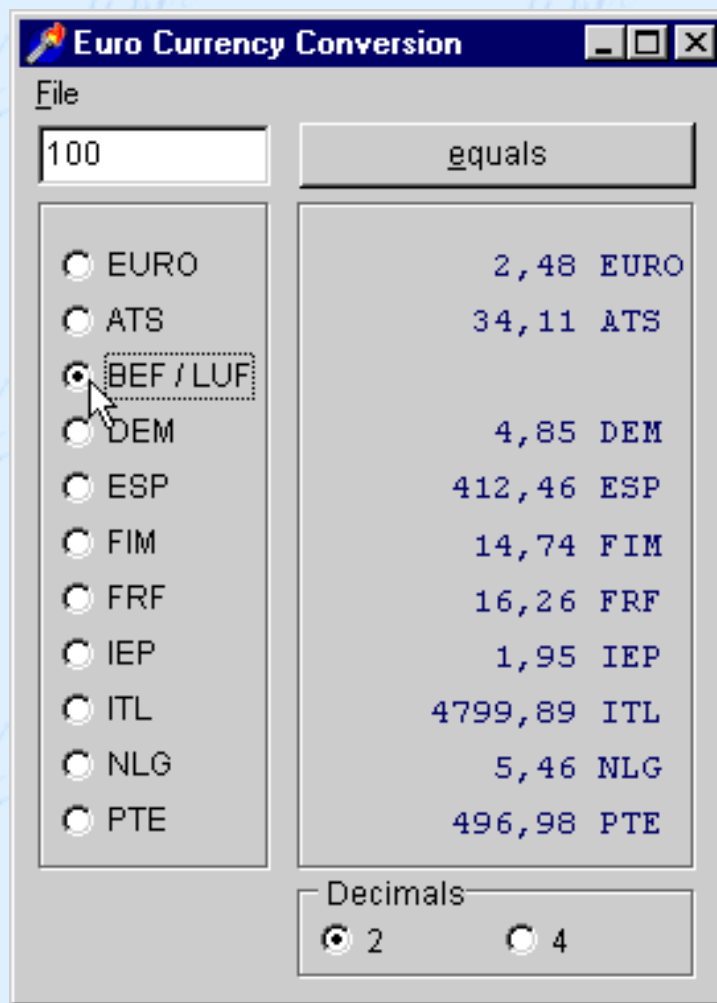 Euro Currency Conversion
File
100 equals
EURO 2,48 EURO
ATS 34,11 ATS
BEF / LUF
DEM 4,85 DEM
ESP 412,46 ESP
FIM 14,74 FIM
FRF 16,26 FRF
IEP 1,95 IEP
ITL 4799,89 ITL
NLG 5,46 NLG
PTE 496,98 PTE
Decimals
2 4